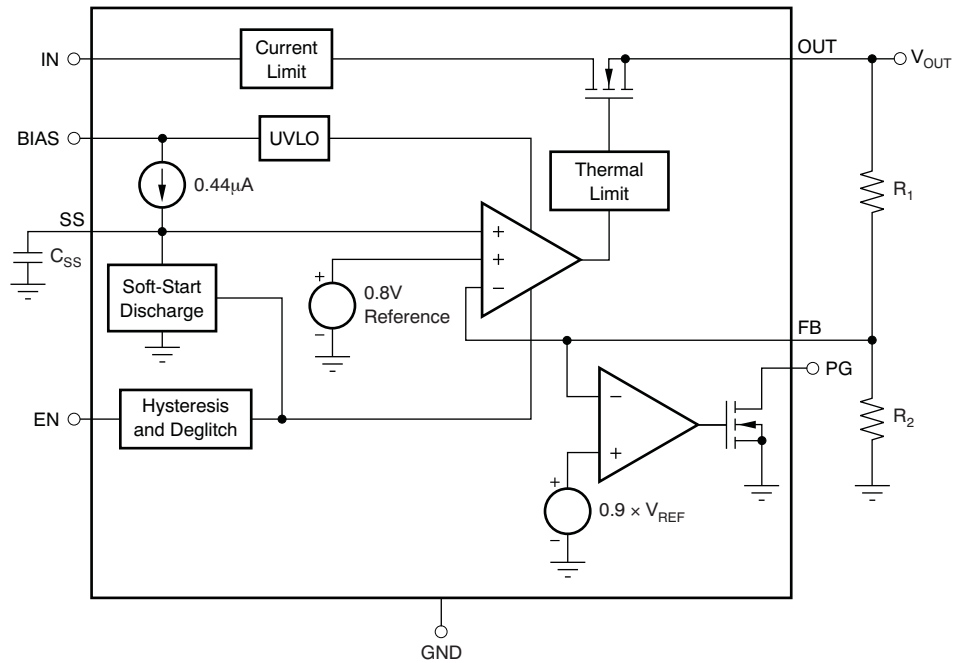 IN
Current
Limit
OUT
V_OUT
BIAS
UVLO
0.44μA
Thermal
Limit
R_1
SS
C_SS
Soft-Start
Discharge
+
+
−
+
−
0.8V
Reference
FB
PG
EN
Hysteresis
and Deglitch
−
+
R_2
+
−
0.9 × V_REF
GND